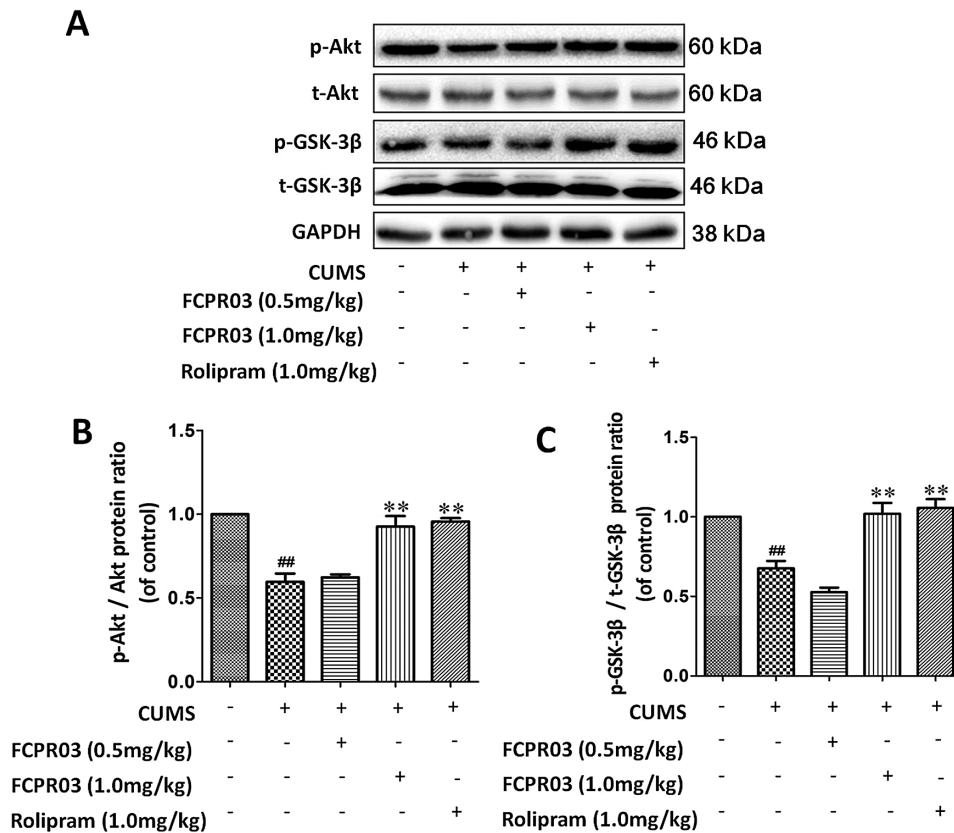 A
p-Akt 60 kDa
t-Akt 60 kDa
p-GSK-3β 46 kDa
t-GSK-3β 46 kDa
GAPDH 38 kDa
CUMS - + + + +
FCPR03 (0.5mg/kg) - - + - -
FCPR03 (1.0mg/kg) - - - + -
Rolipram (1.0mg/kg) - - - - +
B
p-Akt / Akt protein ratio
(of control)
1.5
1.0
0.5
0.0
##
**
**
CUMS - + + + +
FCPR03 (0.5mg/kg) - - + - -
FCPR03 (1.0mg/kg) - - - + -
Rolipram (1.0mg/kg) - - - - +
C
p-GSK-3β / t-GSK-3β protein ratio
(of control)
1.5
1.0
0.5
0.0
##
**
**
CUMS - + + + +
FCPR03 (0.5mg/kg) - - + - -
FCPR03 (1.0mg/kg) - - - + -
Rolipram (1.0mg/kg) - - - - +